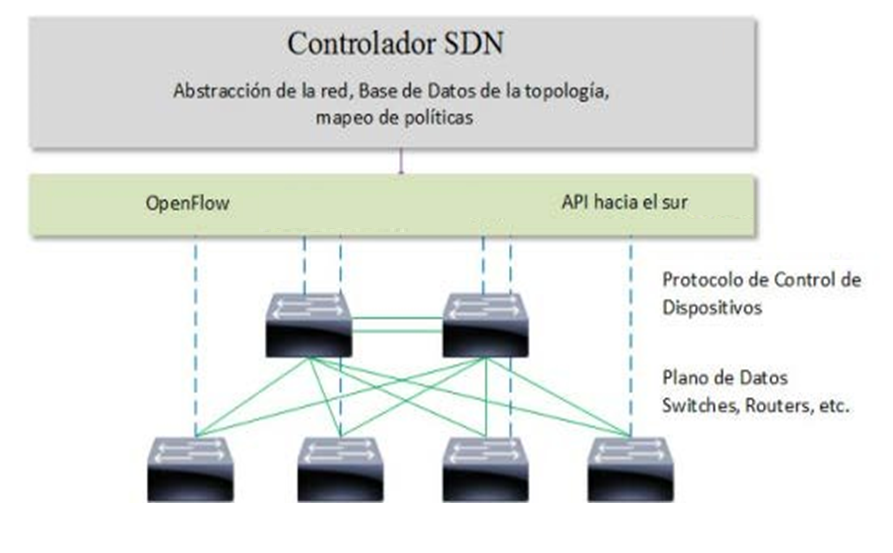 Controlador SDN
Abstracción de la red, Base de Datos de la topología,
mapeo de políticas
OpenFlow
API hacia el sur
Protocolo de Control de
Dispositivos
Plano de Datos
Switches, Routers, etc.